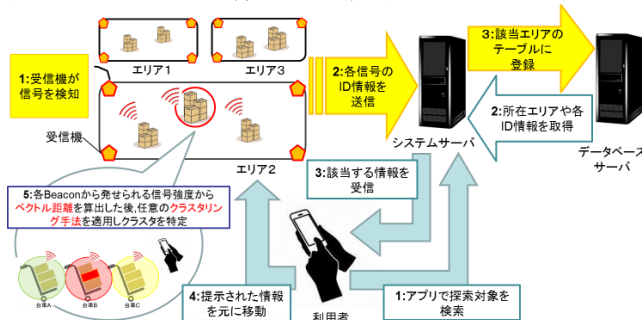 エリア1
エリア3
1:受信機が
信号を検知
受信機
エリア2
2:各信号の
ID情報を
送信
3:該当エリアの
テーブルに
登録
2:所在エリアや各
ID情報を取得
システムサーバ
データベース
サーバ
3:該当する情報を
受信
5:各Beaconから発せられる信号強度から
ベクトル距離を算出した後,任意のクラスタリン
グ手法を適用しクラスタを特定
台車A
台車B
台車C
4:提示された情報
を元に移動
利用者
1:アプリで探索対象を
検索